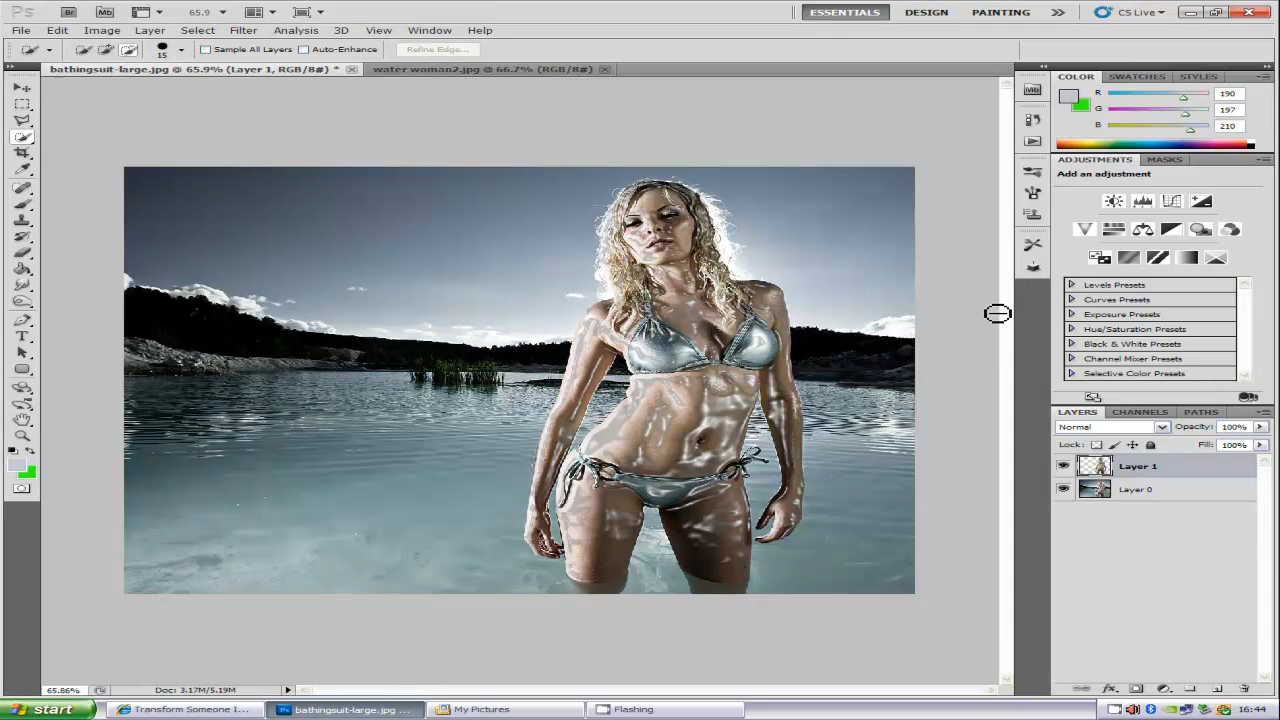 Ps Br Mb 65.9 ESSENTIALS DESIGN PAINTING CS Live
File Edit Image Layer Select Filter Analysis 3D View Window Help
15 Sample All Layers Auto-Enhance Refine Edge...
bathingsuit-large.jpg @ 65.9% (Layer 1, RGB/8#) * water woman2.jpg @ 66.7% (RGB/8#)
COLOR SWATCHES STYLES
R 190
G 197
B 210
ADJUSTMENTS MASKS
Add an adjustment
Levels Presets
Curves Presets
Exposure Presets
Hue/Saturation Presets
Black & White Presets
Channel Mixer Presets
Selective Color Presets
LAYERS CHANNELS PATHS
Normal Opacity: 100%
Lock: Fill: 100%
Layer 1
Layer 0
65.86% Doc: 3.17M/5.19M
start Transform Someone I... bathingsuit-large.jpg ... My Pictures Flashing 16:44